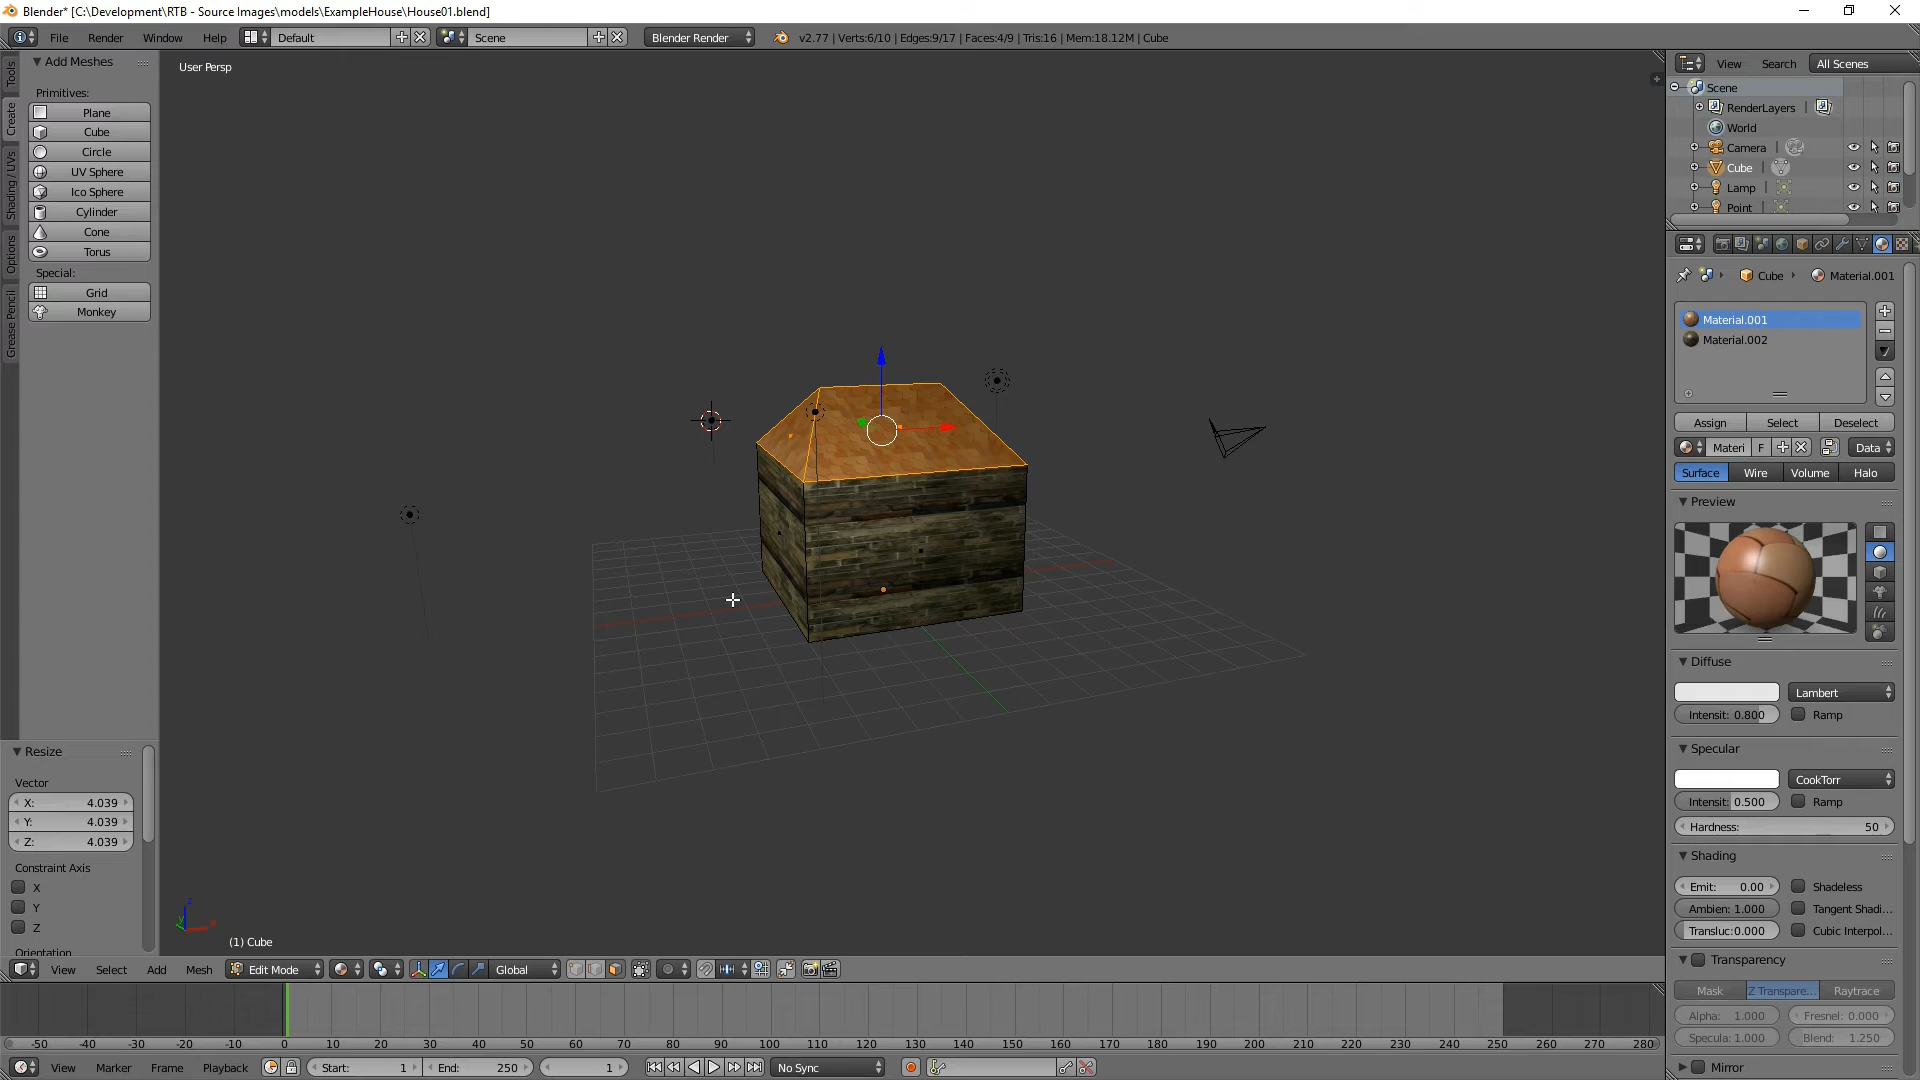 Blender* [C:\Development\RTB - Source Images\models\ExampleHouse\House01.blend]
File Render Window Help Default Scene Blender Render v2.77 | Verts:6/10 | Edges:9/17 | Faces:4/9 | Tris:16 | Mem:18.12M | Cube
Tools
Create
Shading / UVs
Options
Grease Pencil
Add Meshes
Primitives:
Plane
Cube
Circle
UV Sphere
Ico Sphere
Cylinder
Cone
Torus
Special:
Grid
Monkey
Resize
Vector
X: 4.039
Y: 4.039
Z: 4.039
Constraint Axis
X
Y
Z
Orientation
User Persp
(1) Cube
View Select Add Mesh Edit Mode Global
-50 -40 -30 -20 -10 0 10 20 30 40 50 60 70 80 90 100 110 120 130 140 150 160 170 180 190 200 210 220 230 240 250 260 270 280
View Marker Frame Playback Start: 1 End: 250 1 No Sync
View Search All Scenes
Scene
RenderLayers |
World
Camera |
Cube |
Lamp |
Point |
Cube Material.001
Material.001
Material.002
Assign Select Deselect
Materi F Data
Surface Wire Volume Halo
Preview
Diffuse
Lambert
Intensit: 0.800 Ramp
Specular
CookTorr
Intensit: 0.500 Ramp
Hardness: 50
Shading
Emit: 0.00 Shadeless
Ambien: 1.000 Tangent Shadi...
Transluc:0.000 Cubic Interpol...
Transparency
Mask Z Transpare... Raytrace
Alpha: 1.000 Fresnel: 0.000
Specula: 1.000 Blend: 1.250
Mirror